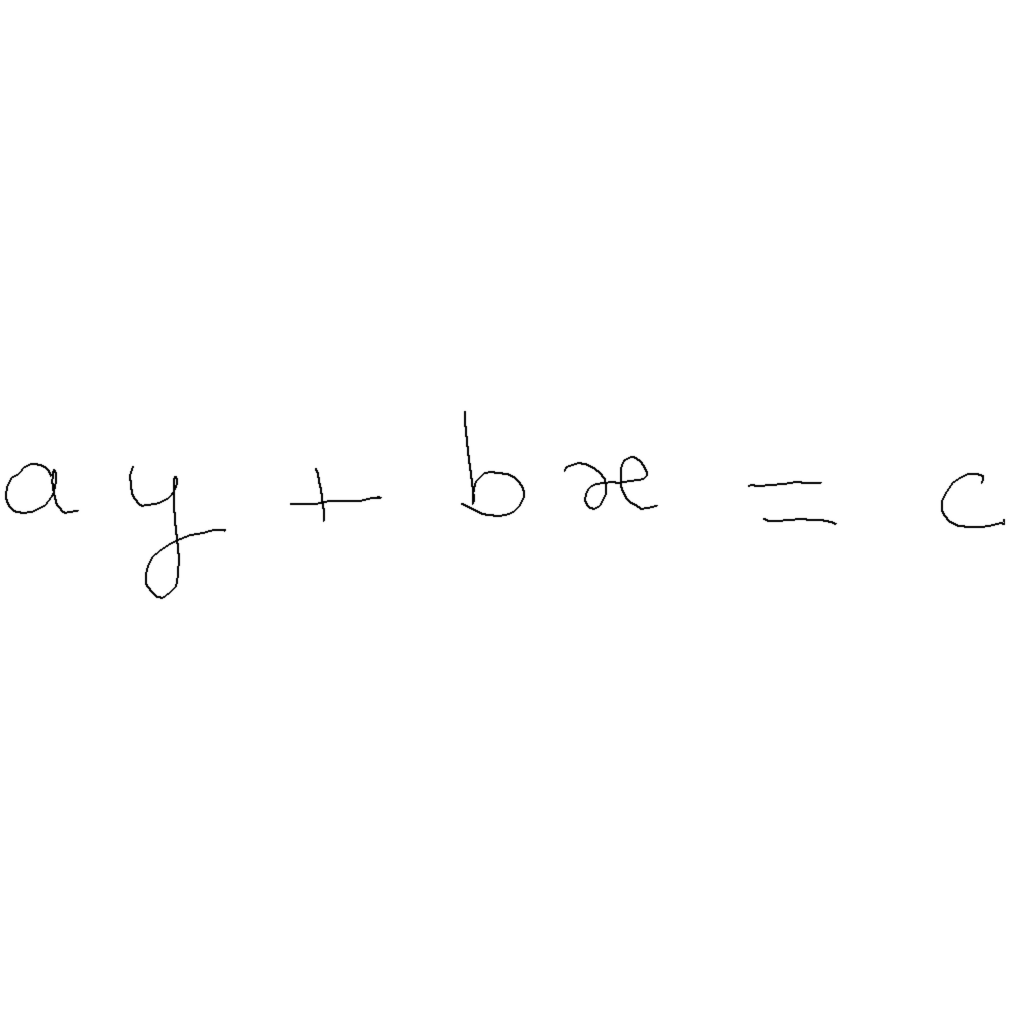 ay + bx = c